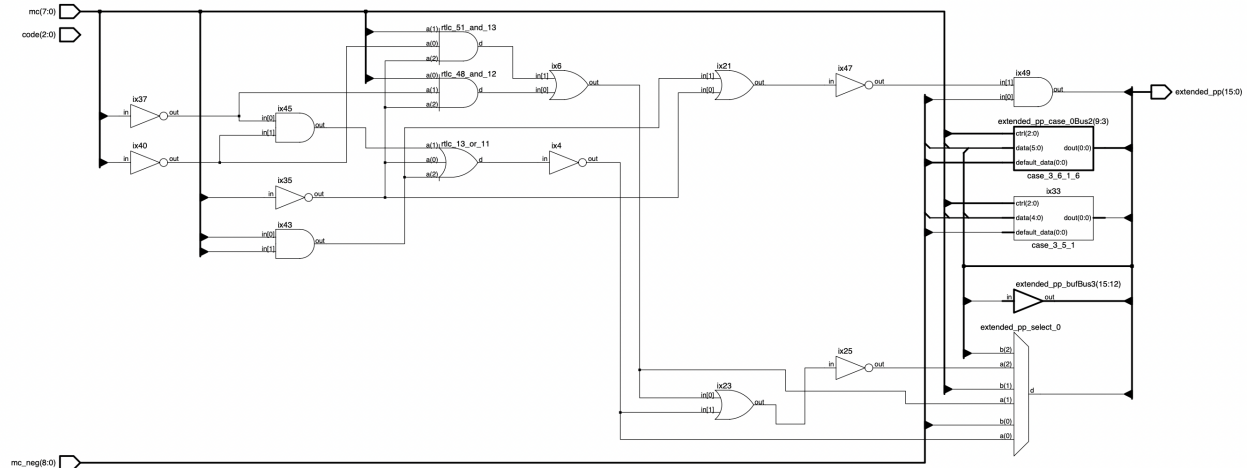 mc(7:0)
code(2:0)
ix37
in
out
ix40
in
out
ix45
in[0]
in[1]
out
ix35
in
out
ix43
in[0]
in[1]
out
rtlc_51_and_13
a(1)
a(0)
a(2)
d
rtlc_48_and_12
a(0)
a(1)
a(2)
d
rtlc_13_or_11
a(1)
a(0)
a(2)
d
ix6
in[1]
in[0]
out
ix4
in
out
ix21
in[1]
in[0]
out
ix47
in
out
ix49
in[1]
in[0]
out
extended_pp(15:0)
extended_pp_case_0Bus2(9:3)
ctrl(2:0)
data(5:0)
dout(0:0)
default_data(0:0)
case_3_6_1_6
ix33
ctrl(2:0)
data(4:0)
dout(0:0)
default_data(0:0)
case_3_5_1
extended_pp_bufBus3(15:12)
in
out
extended_pp_select_0
b(2)
a(2)
b(1)
a(1)
b(0)
a(0)
d
ix25
in
out
ix23
in[0]
in[1]
out
mc_neg(8:0)